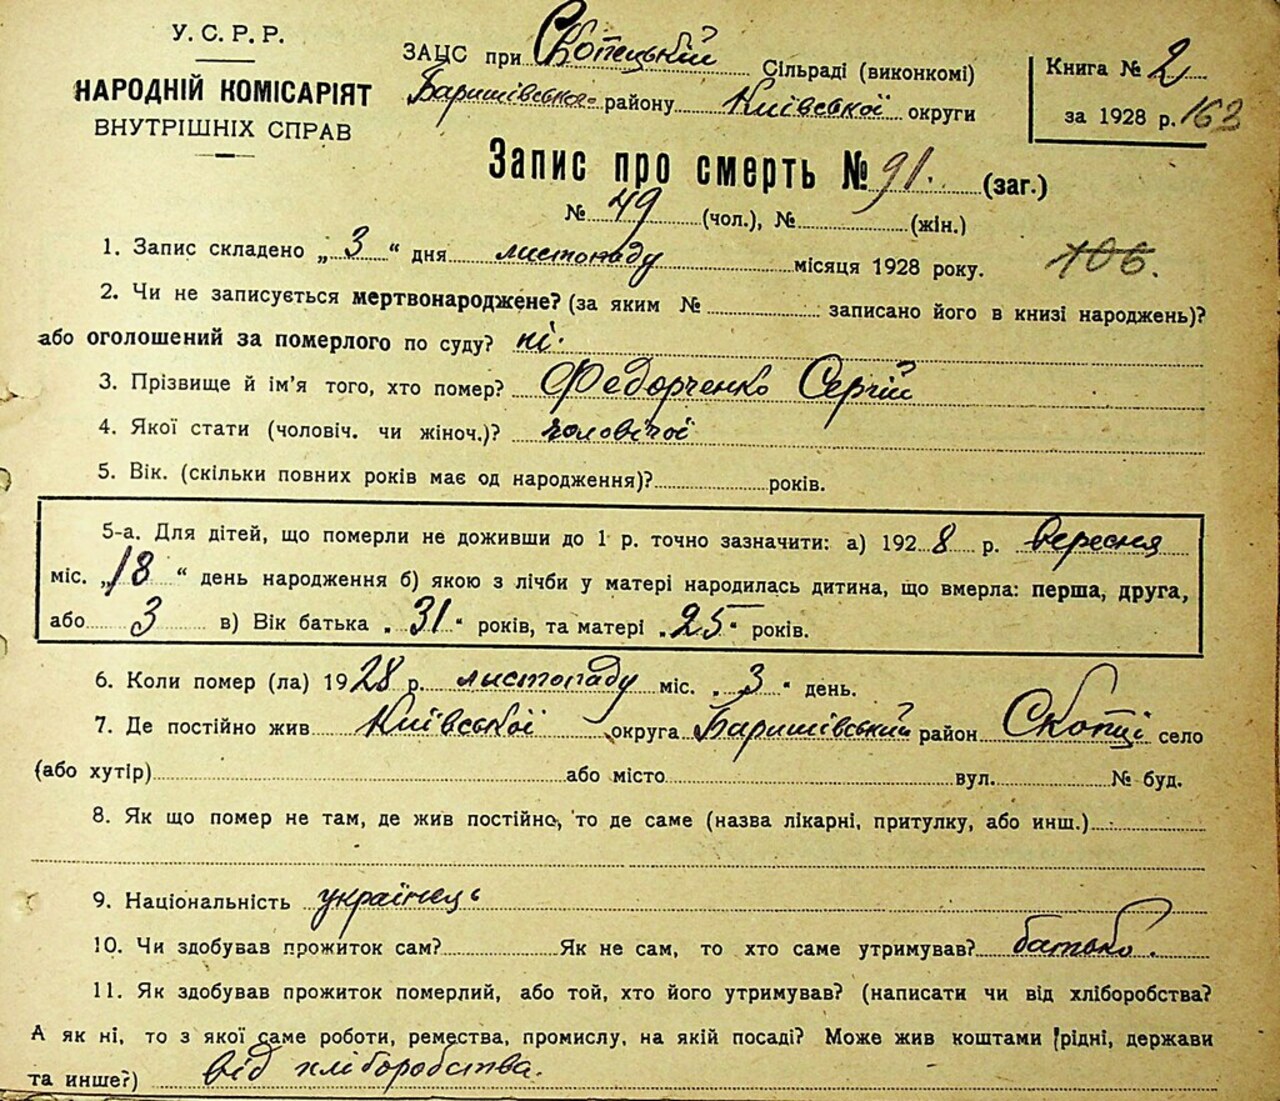 У. С. Р. Р.
НАРОДНІЙ КОМІСАРІЯТ
ВНУТРІШНІХ СПРАВ
ЗАЦС при Скопецькій Сільраді (виконкомі)
Баришівського району Київської округи
Книга № 2
за 1928 р. 163
Запис про смерть № 91. (заг.)
№ 49 (чол.), № (жін.)
1. Запис складено „3“ дня листопаду місяця 1928 року.
106.
2. Чи не записується мертвонароджене? (за яким № записано його в книзі народжень)?
або оголошений за померлого по суду? ні.
3. Прізвище й ім'я того, хто помер? Федорченко Сергій
4. Якої стати (чоловіч. чи жіноч.)? чоловічої
5. Вік. (скільки повних років має од народження)? років.
5-а. Для дітей, що померли не доживши до 1 р. точно зазначити: а) 1928 р. вересня
міс. „18“ день народження б) якою з лічби у матері народилась дитина, що вмерла: перша, друга,
або 3 в) Вік батька „31“ років, та матері „25“ років.
6. Коли помер (ла) 1928 р. листопаду міс. „3“ день.
7. Де постійно жив Київської округа Баришівський район Скопці село
(або хутір) або місто вул. № буд.
8. Як що помер не там, де жив постійно, то де саме (назва лікарні, притулку, або инш.)
9. Національність українець
10. Чи здобував прожиток сам? Як не сам, то хто саме утримував? батько.
11. Як здобував прожиток померлий, або той, хто його утримував? (написати чи від хліборобства?
А як ні, то з якої саме роботи, ремества, промислу, на якій посаді? Може жив коштами рідні, держави
та инше?) від хліборобства.